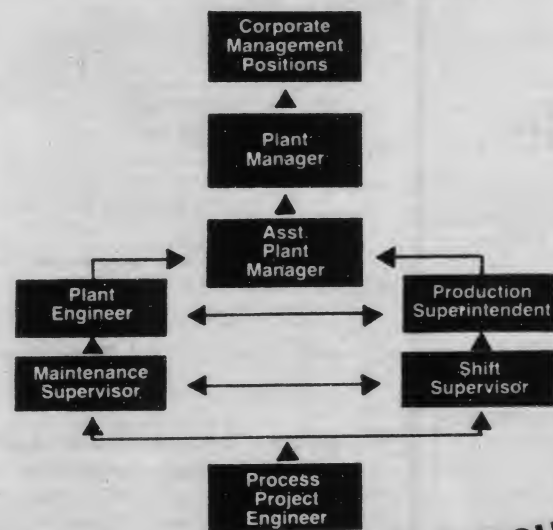 Corporate
Management
Positions
Plant
Manager
Asst.
Plant
Manager
Plant
Engineer
Production
Superintendent
Maintenance
Supervisor
Shift
Supervisor
Process
Project
Engineer